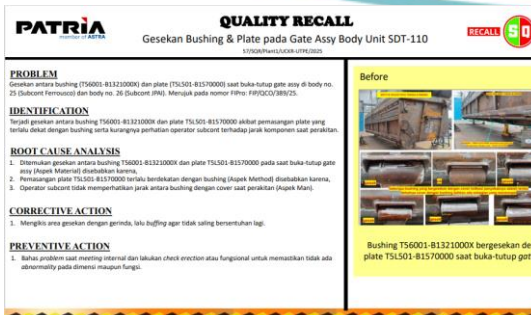 PATRIA
member of ASTRA
QUALITY RECALL
Gesekan Bushing & Plate pada Gate Assy Body Unit SDT-110
57/SQR/Plant1/UCKR-UTPE/2025
RECALL
PROBLEM
Gesekan antara bushing (T56001-B1321000X) dan plate (T5L501-B1570000) saat buka-tutup gate assy di body no.
25 (Subcont Ferrousco) dan body no. 26 (Subcont JPAI). Merujuk pada nomor FIPro: FIP/QCO/389/25.
IDENTIFICATION
Terjadi gesekan antara bushing T56001-B1321000X dan plate T5L501-B1570000 akibat pemasangan plate yang
terlalu dekat dengan bushing serta kurangnya perhatian operator subcont terhadap jarak komponen saat perakitan.
ROOT CAUSE ANALYSIS
1. Ditemukan gesekan antara bushing T56001-B1321000X dan plate T5L501-B1570000 pada saat buka-tutup gate
assy (Aspek Material) disebabkan karena,
2. Pemasangan plate T5L501-B1570000 terlalu berdekatan dengan bushing (Aspek Method) disebabkan karena,
3. Operator subcont tidak memperhatikan jarak antara bushing dengan cover saat perakitan (Aspek Man).
CORRECTIVE ACTION
1. Mengikis area gesekan dengan gerinda, lalu buffing agar tidak saling bersentuhan lagi.
PREVENTIVE ACTION
1. Bahas problem saat meeting internal dan lakukan check erection atau fungsional untuk memastikan tidak ada
abnormality pada dimensi maupun fungsi.
Before
Bushing T56001-B1321000X bergesekan de
plate T5L501-B1570000 saat buka-tutup gat